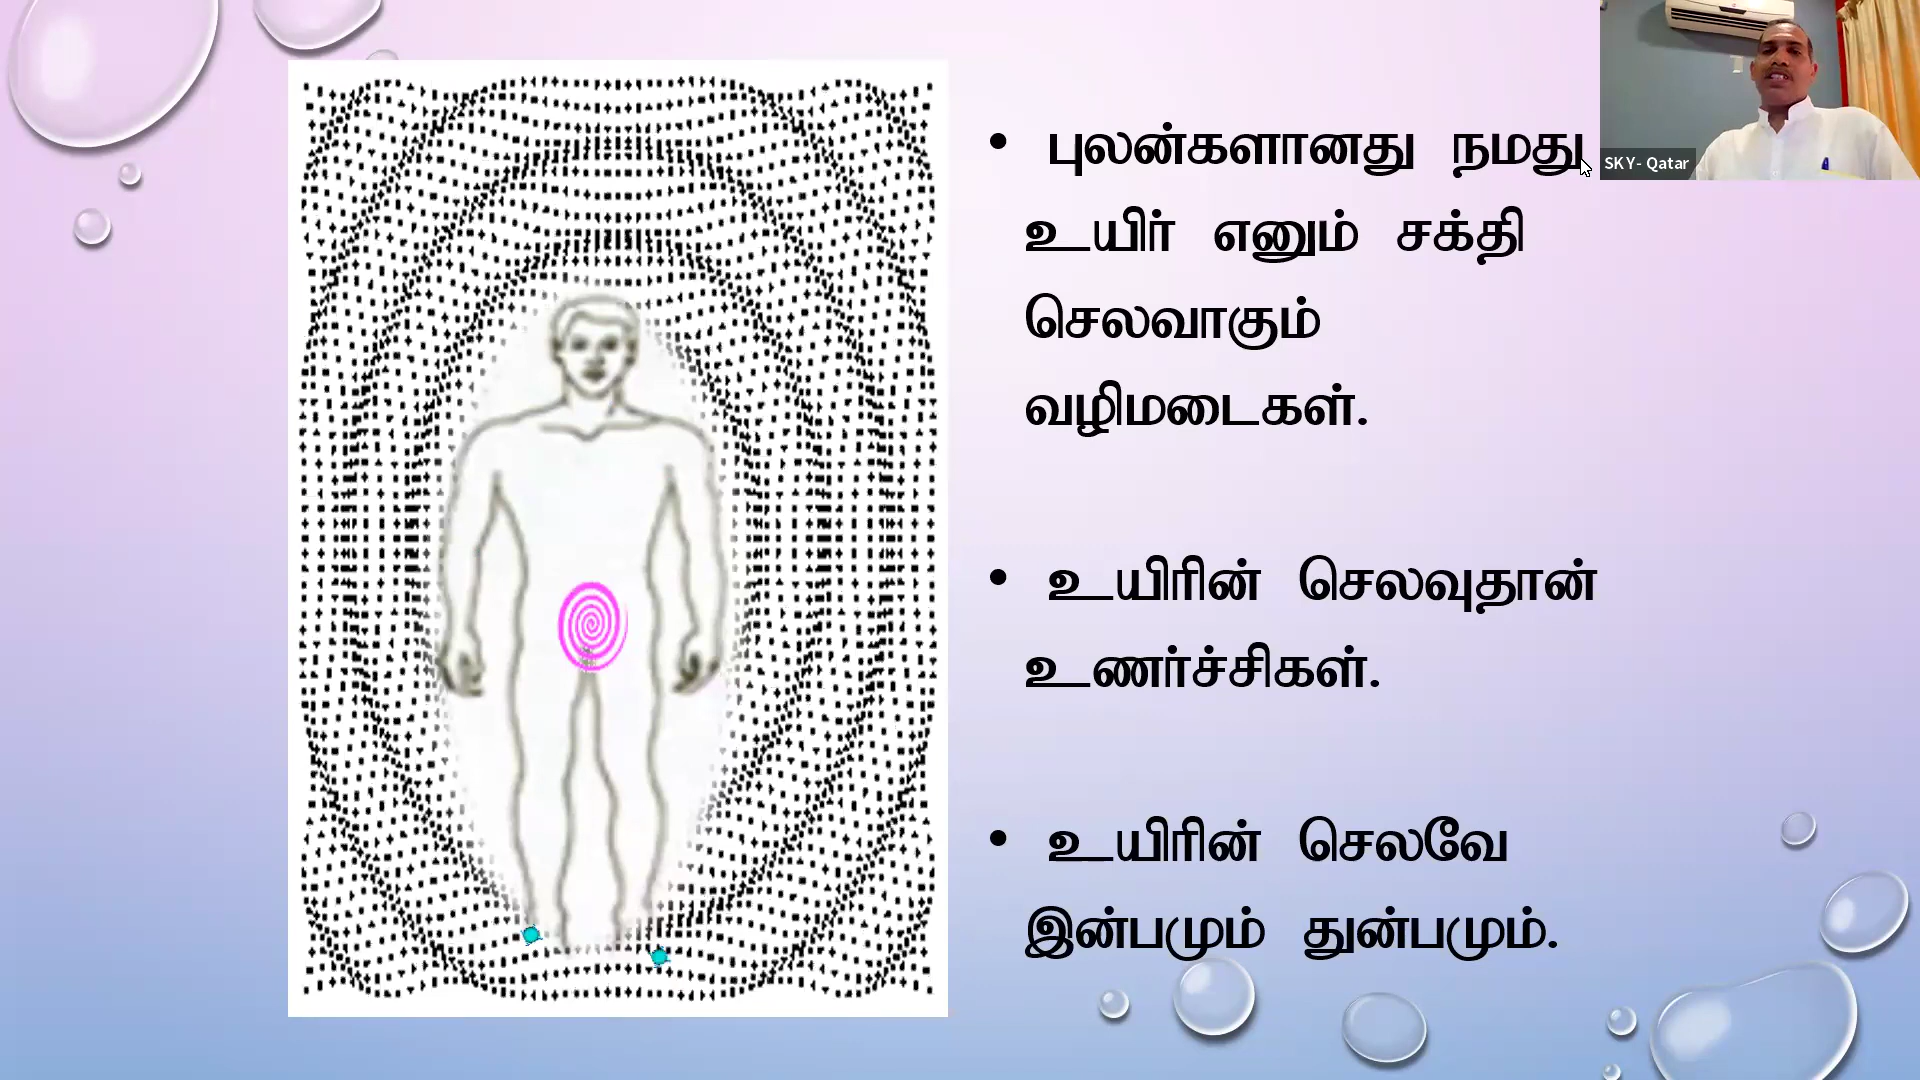 • புலன்களானது நமது
உயிர் எனும் சக்தி
செலவாகும்
வழிமடைகள்.
• உயிரின் செலவுதான்
உணர்ச்சிகள்.
• உயிரின் செலவே
இன்பமும் துன்பமும்.
SKY- Qatar